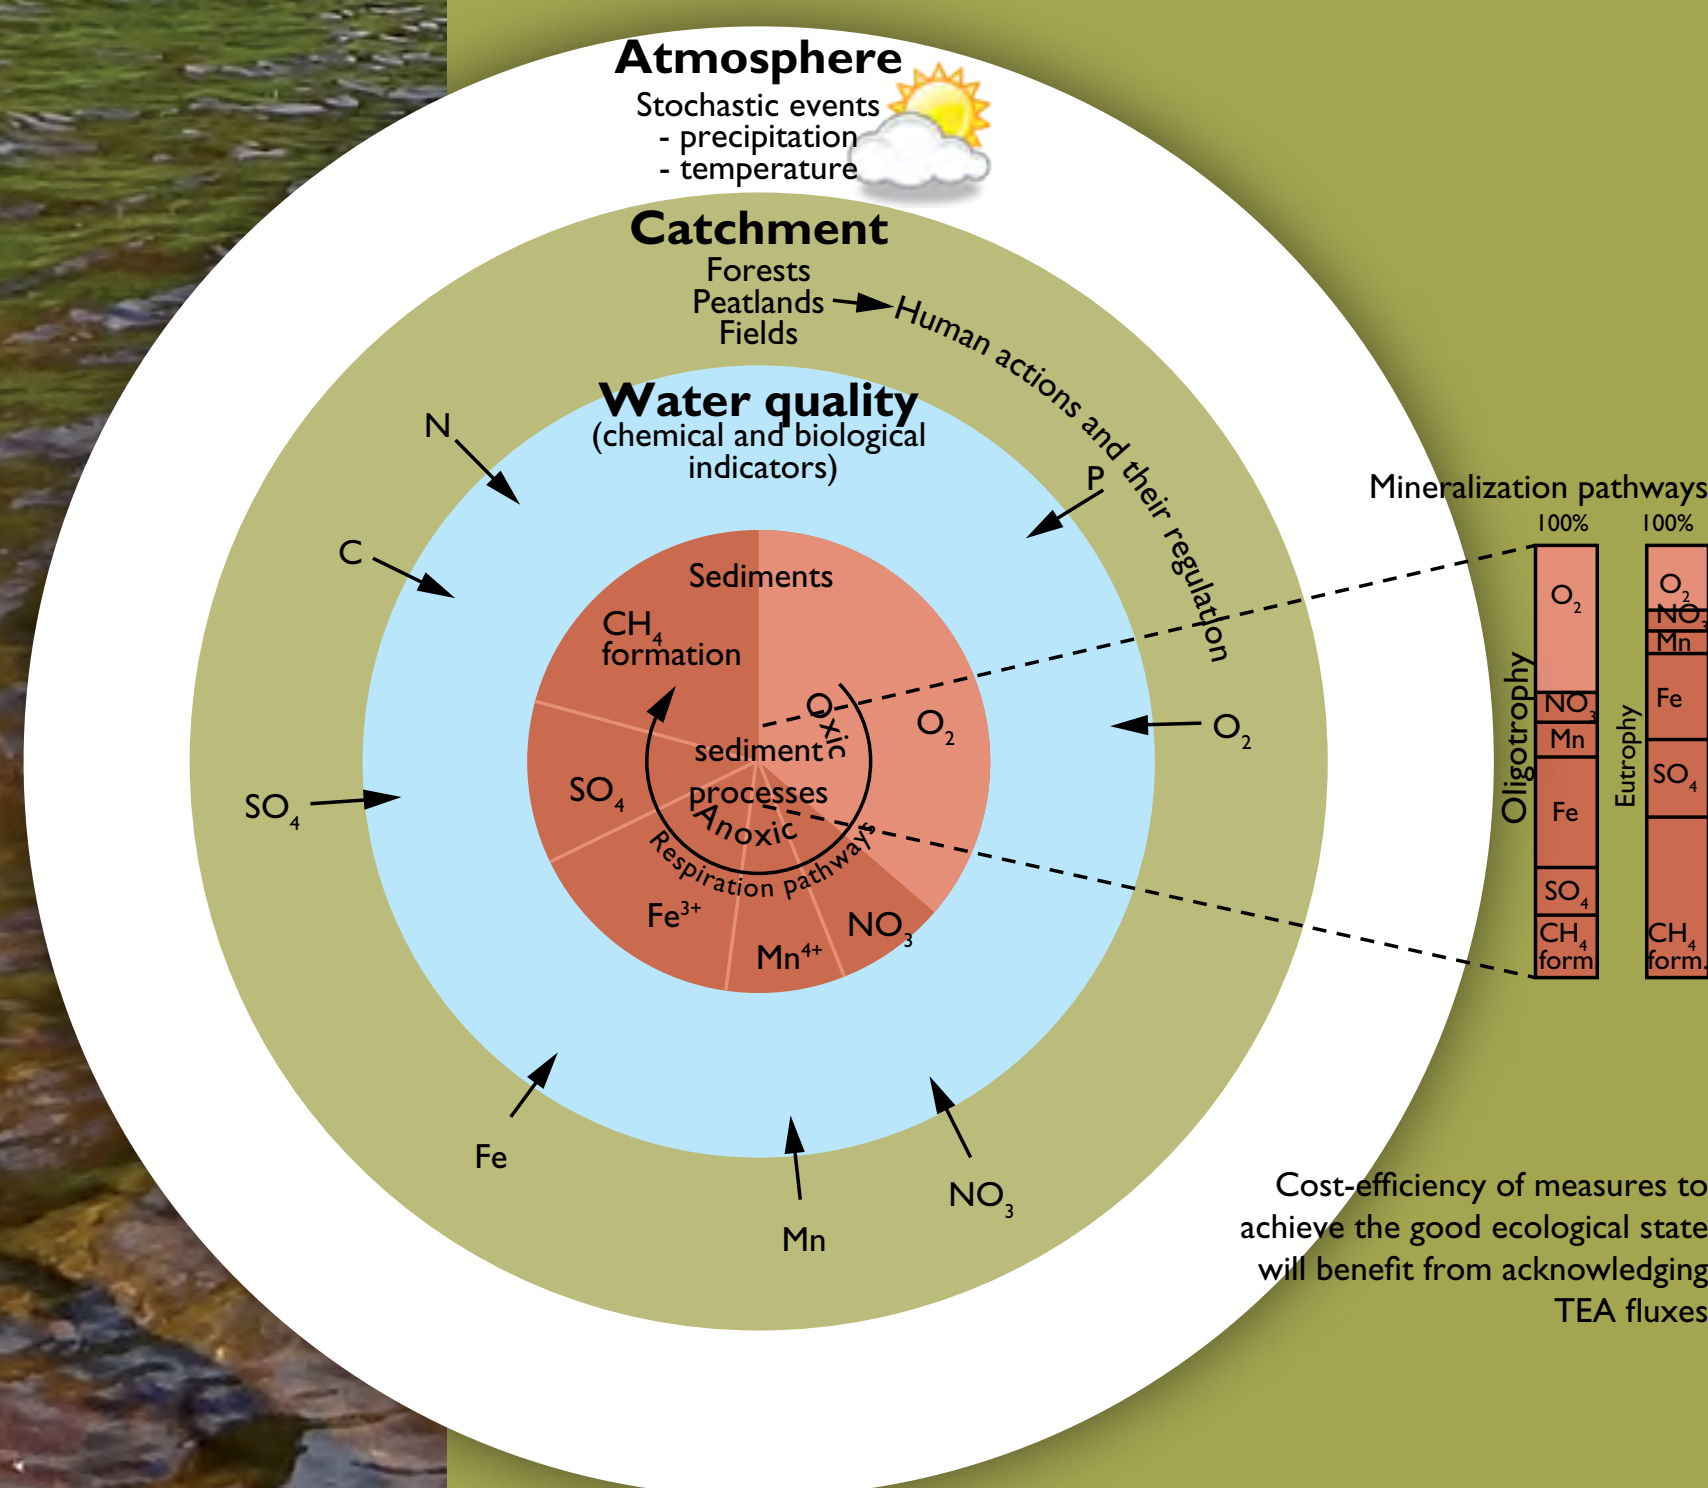 Atmosphere
Stochastic events
- precipitation
- temperature
Catchment
Forests
Peatlands
Fields
Human actions and their regulation
Water quality
(chemical and biological
indicators)
N
C
SO4
Fe
Mn
NO3
O2
P
Sediments
CH4
formation
SO4
Fe3+
Mn4+
NO3
O2
Oxic
sediment
processes
Anoxic
Respiration pathways
Mineralization pathways
100%
100%
Oligotrophy
O2
NO3
Mn
Fe
SO4
CH4
form
Eutrophy
O2
NO3
Mn
Fe
SO4
CH4
form.
Cost-efficiency of measures to
achieve the good ecological state
will benefit from acknowledging
TEA fluxes